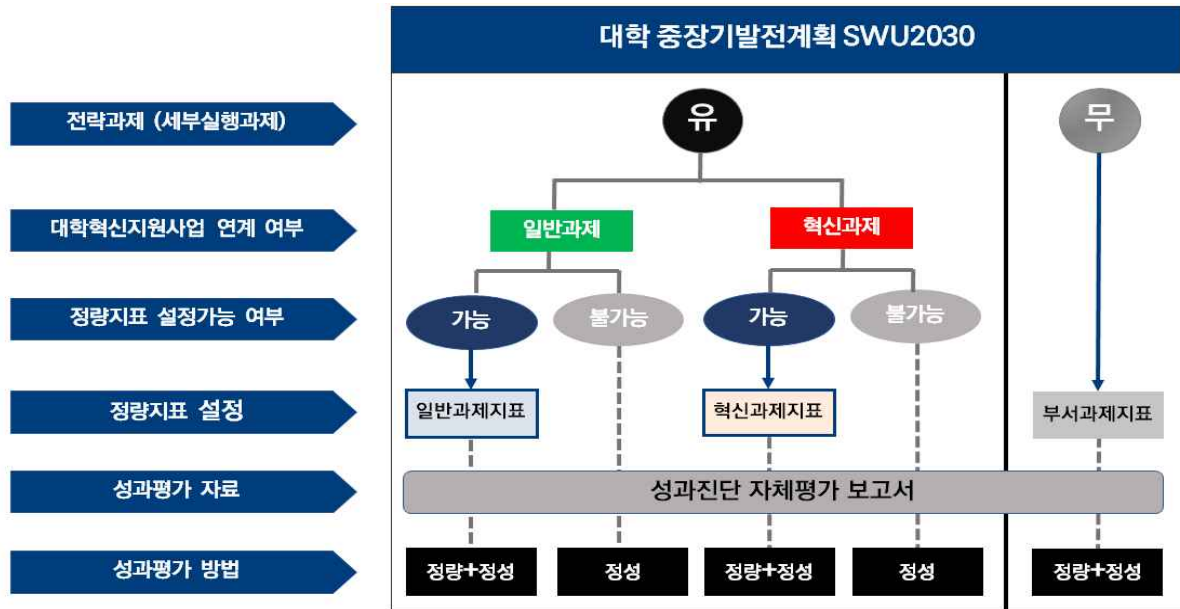 대학 중장기발전계획 SWU2030
전략과제 (세부실행과제)
유
무
대학혁신지원사업 연계 여부
일반과제
혁신과제
정량지표 설정가능 여부
가능
불가능
가능
불가능
정량지표 설정
일반과제지표
혁신과제지표
부서과제지표
성과평가 자료
성과진단 자체평가 보고서
성과평가 방법
정량+정성
정성
정량+정성
정성
정량+정성